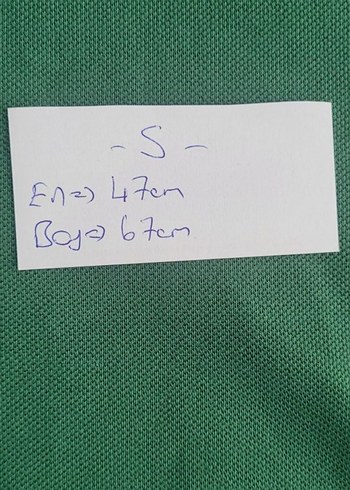 - S -
En => 47cm
Boy => 67cm